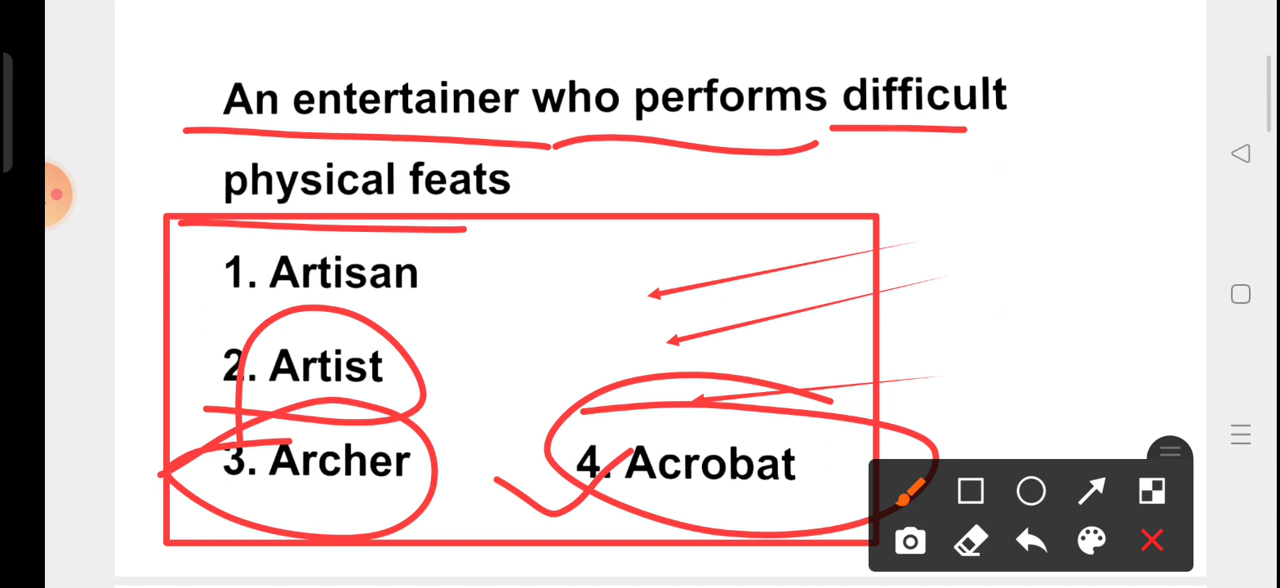 An entertainer who performs difficult
physical feats
1. Artisan
2. Artist
3. Archer
4. Acrobat